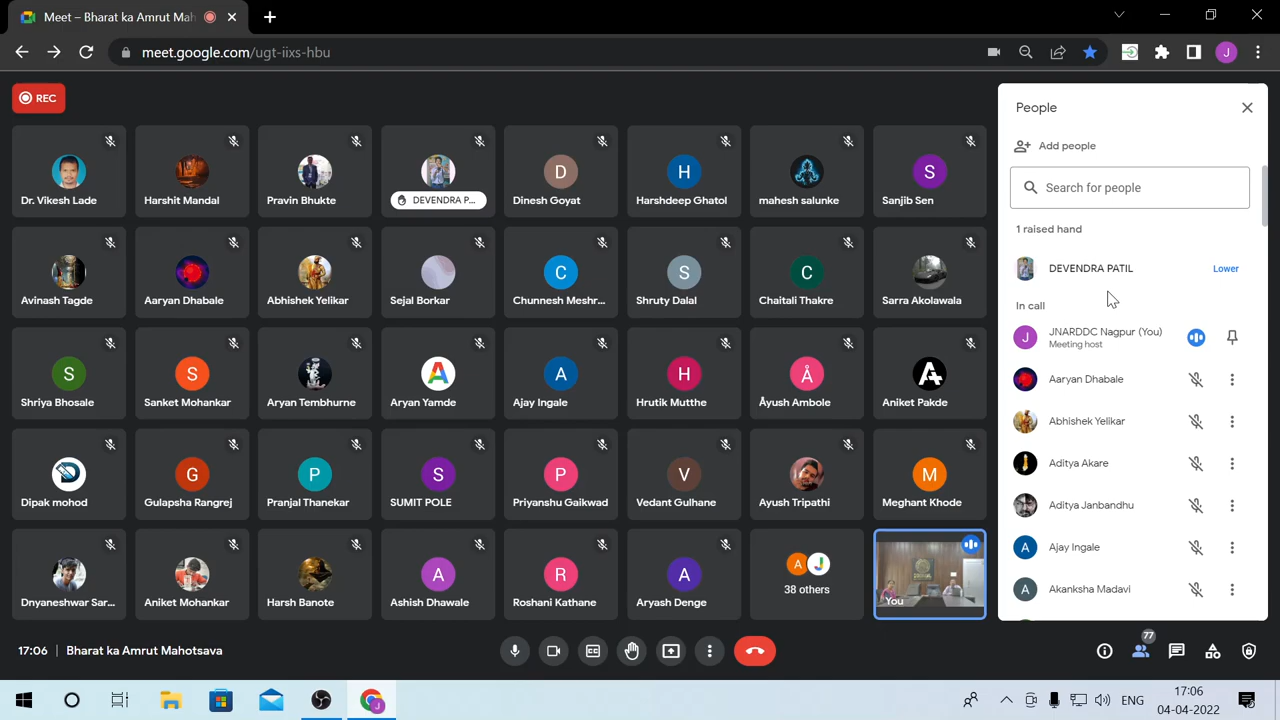 Meet – Bharat ka Amrut Mah
meet.google.com/ugt-iixs-hbu
J
REC
Dr. Vikesh Lade
Harshit Mandal
Pravin Bhukte
DEVENDRA P...
D
Dinesh Goyat
H
Harshdeep Ghatol
mahesh salunke
S
Sanjib Sen
Avinash Tagde
Aaryan Dhabale
Abhishek Yelikar
Sejal Borkar
C
Chunnesh Meshr...
S
Shruty Dalal
C
Chaitali Thakre
Sarra Akolawala
S
Shriya Bhosale
S
Sanket Mohankar
Aryan Tembhurne
A
Aryan Yamde
A
Ajay Ingale
H
Hrutik Mutthe
Å
Åyush Ambole
A
Aniket Pakde
Dipak mohod
G
Gulapsha Rangrej
P
Pranjal Thanekar
S
SUMIT POLE
P
Priyanshu Gaikwad
V
Vedant Gulhane
Ayush Tripathi
M
Meghant Khode
Dnyaneshwar Sar...
Aniket Mohankar
Harsh Banote
A
Ashish Dhawale
R
Roshani Kathane
A
Aryash Denge
A J
38 others
You
People
Add people
Search for people
1 raised hand
DEVENDRA PATIL
Lower
In call
J
JNARDDC Nagpur (You)
Meeting host
Aaryan Dhabale
Abhishek Yelikar
Aditya Akare
Aditya Janbandhu
A
Ajay Ingale
A
Akanksha Madavi
17:06 | Bharat ka Amrut Mahotsava
77
ENG
17:06
04-04-2022